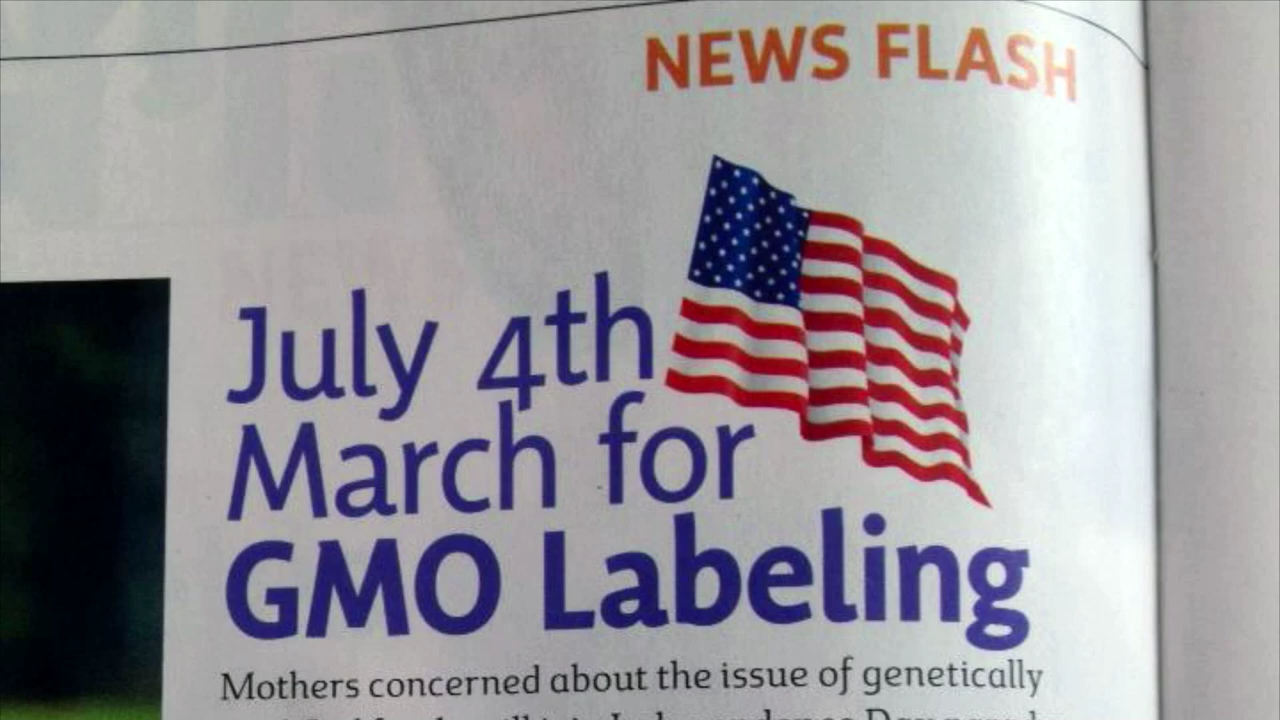 NEWS FLASH
July 4th
March for
GMO Labeling
Mothers concerned about the issue of genetically